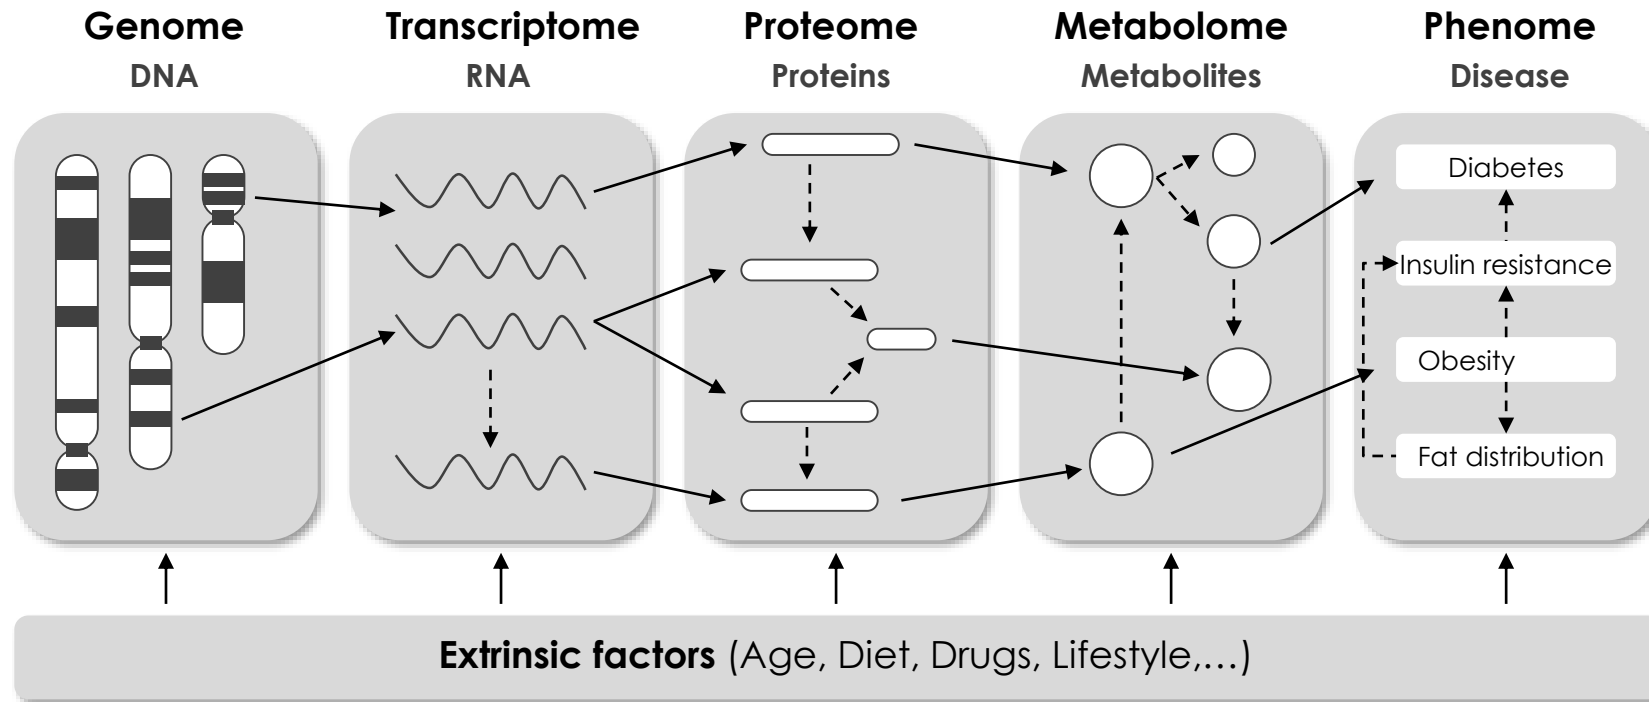 Genome
DNA
Transcriptome
RNA
Proteome
Proteins
Metabolome
Metabolites
Phenome
Disease
Diabetes
Insulin resistance
Obesity
Fat distribution
Extrinsic factors (Age, Diet, Drugs, Lifestyle,...)